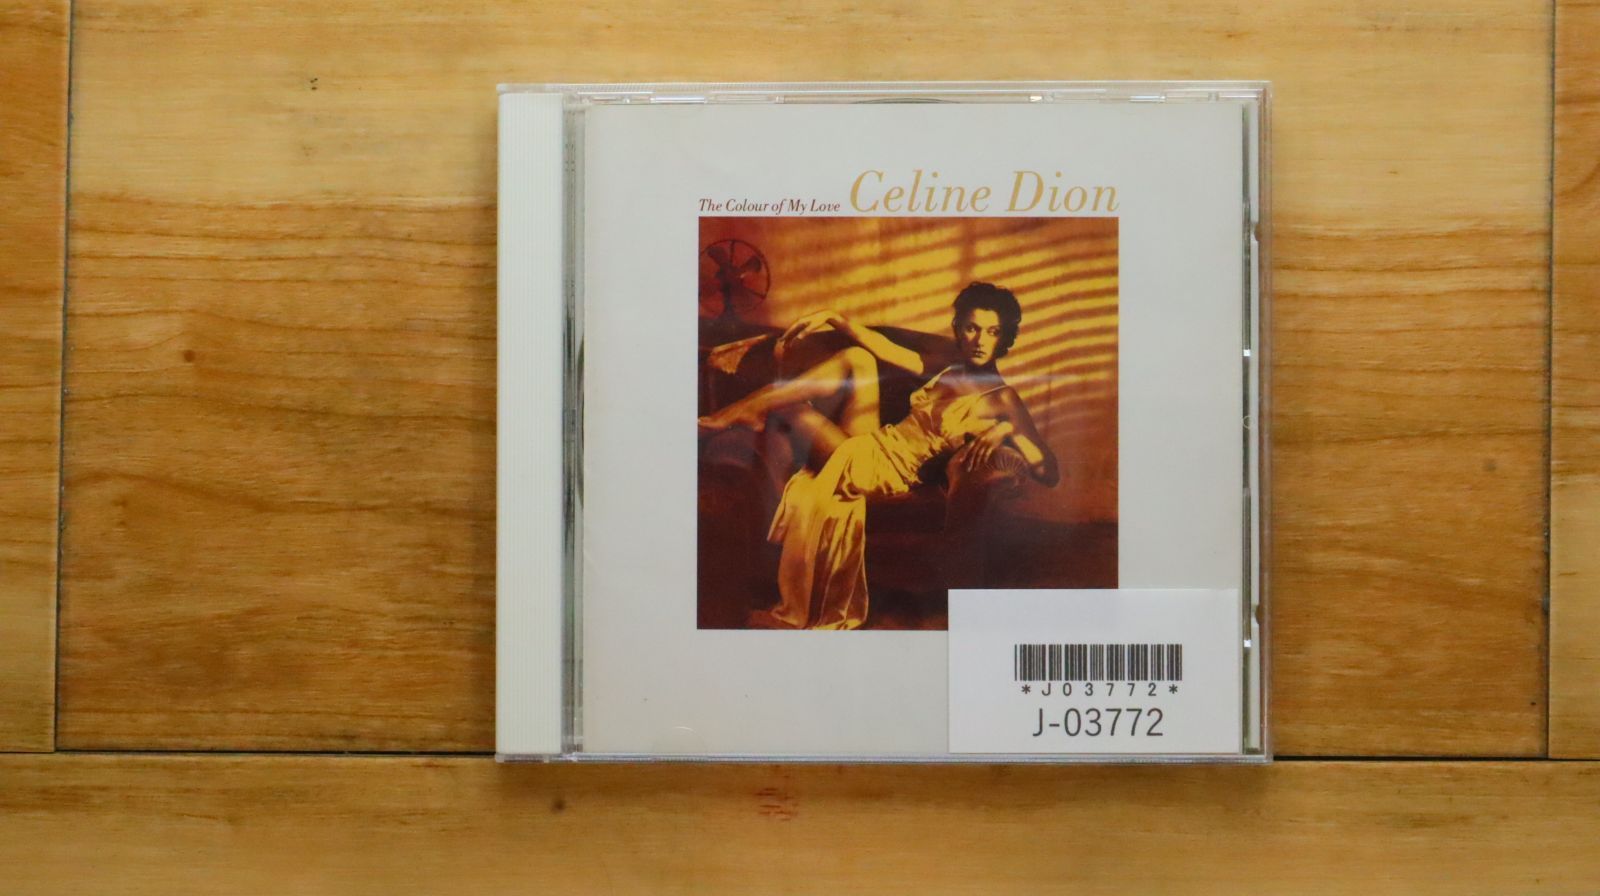 The Colour of My Love Celine Dion
*J03772*
J-03772